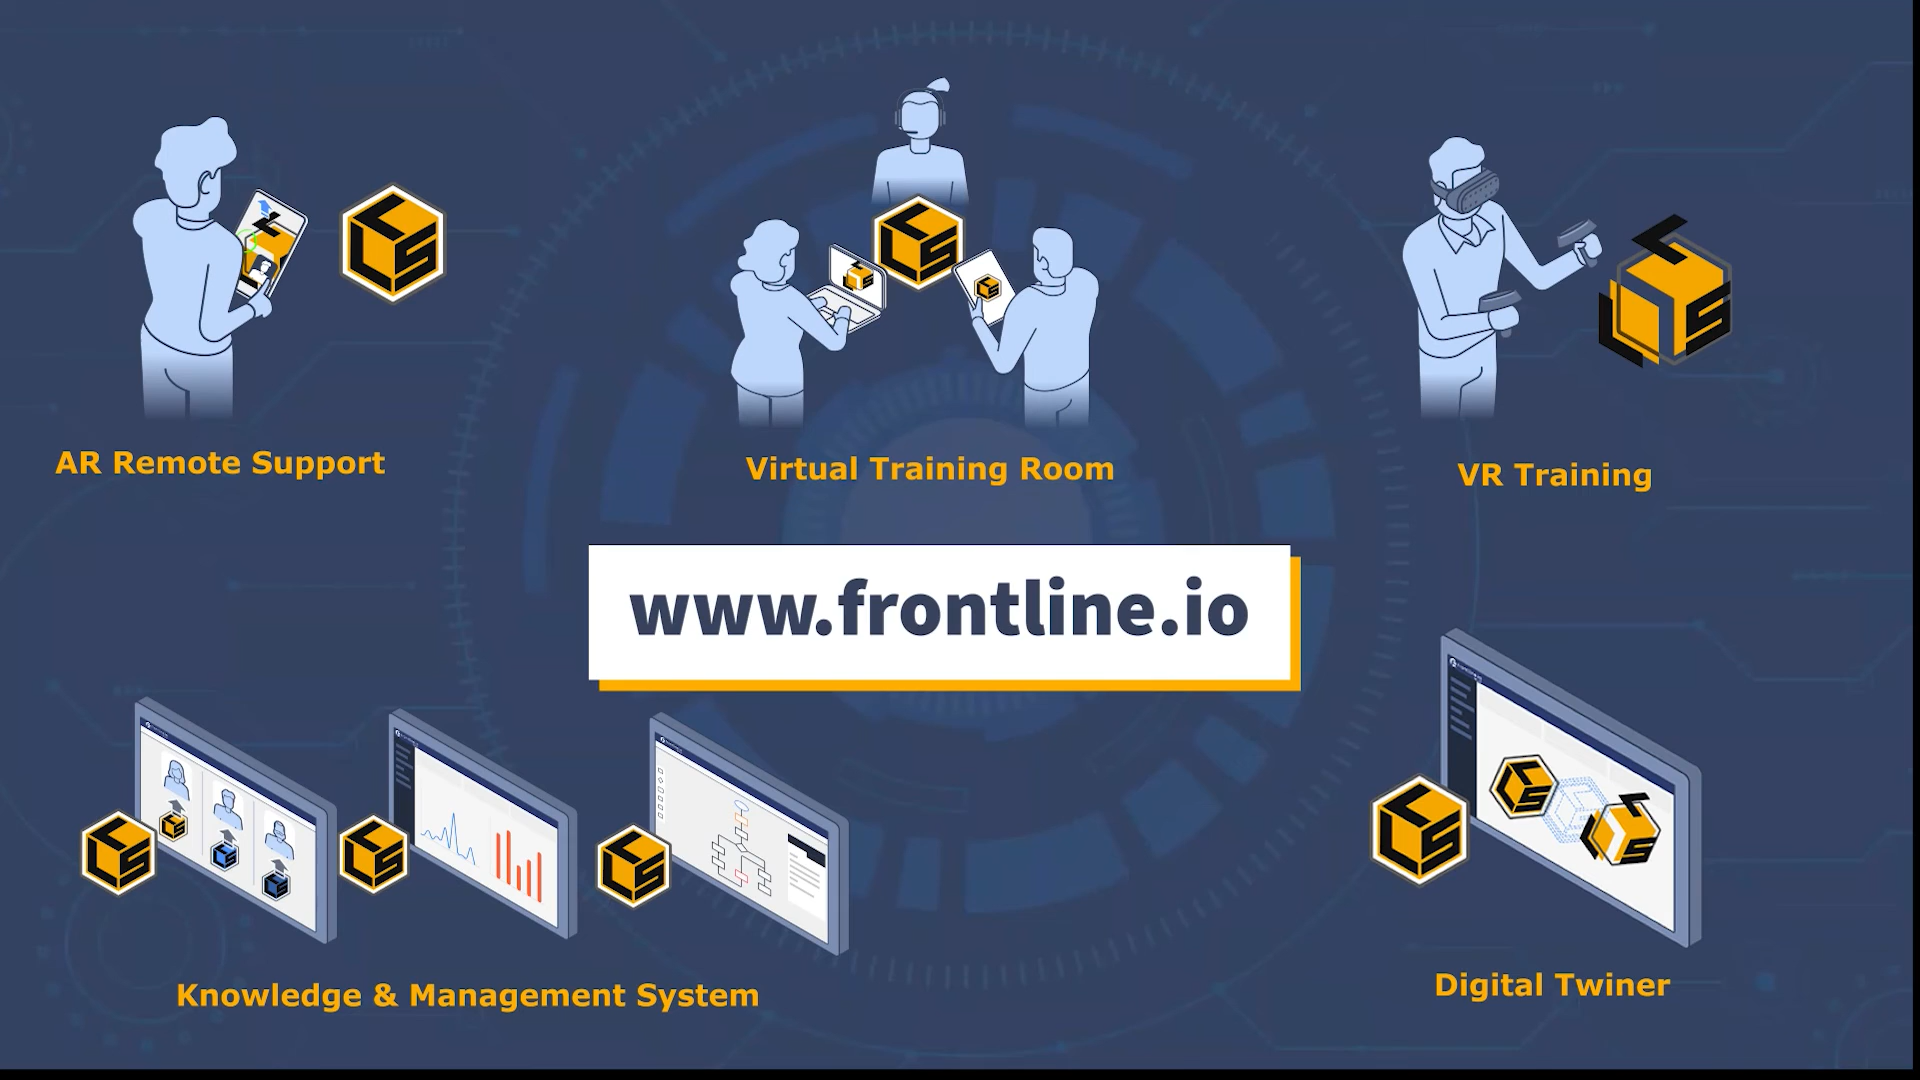 AR Remote Support
Virtual Training Room
VR Training
www.frontline.io
Knowledge & Management System
Digital Twiner